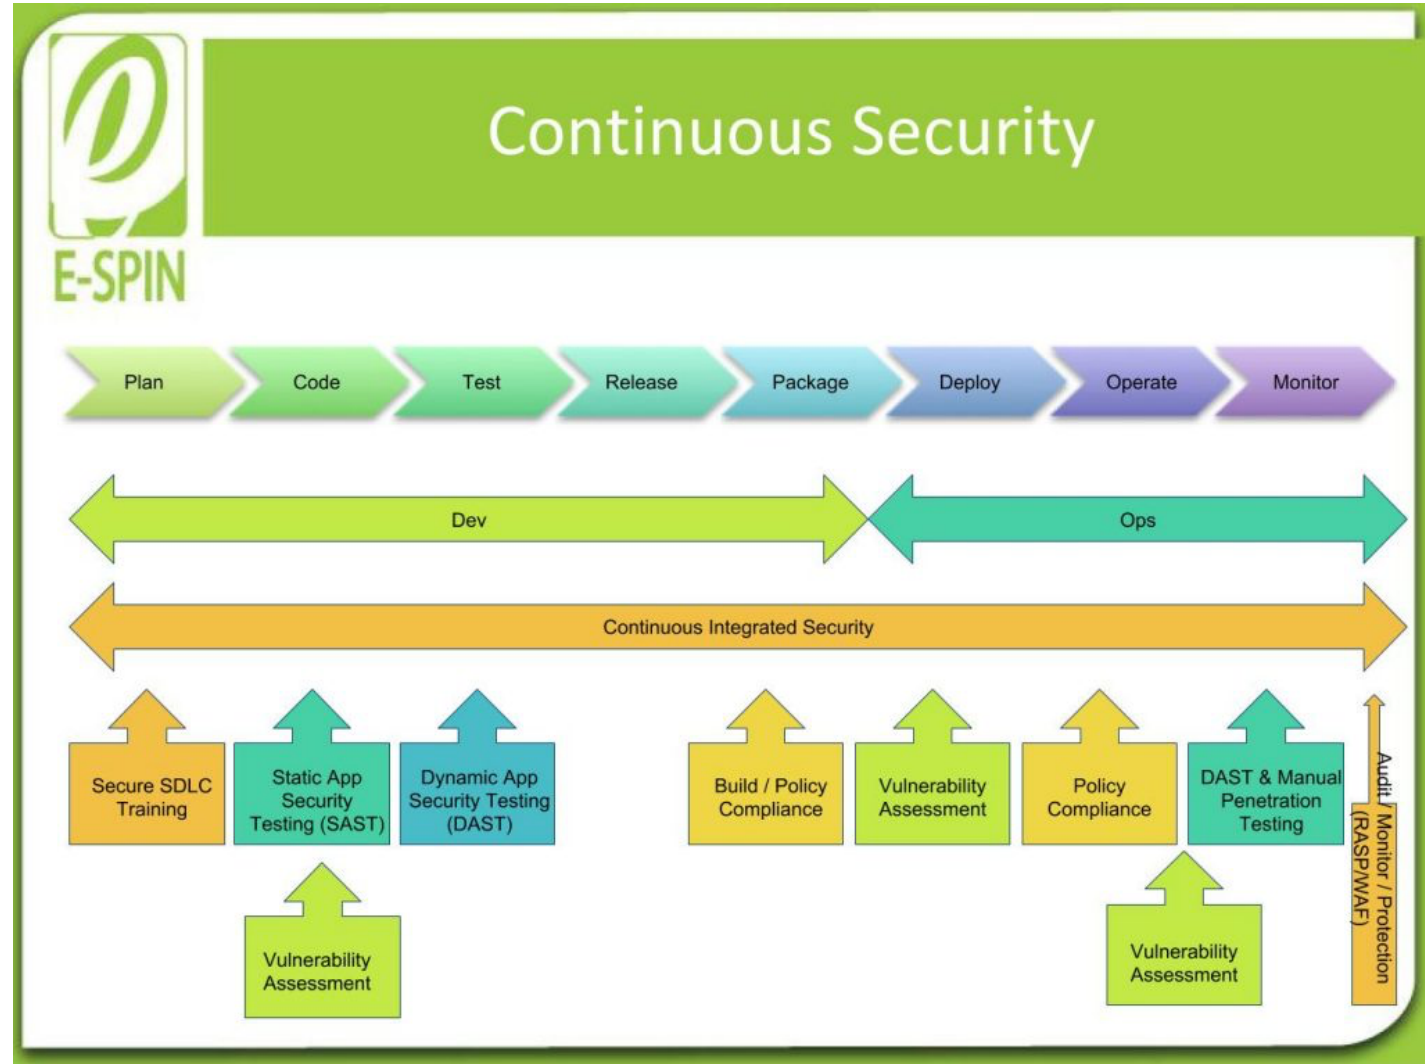 Continuous Security
E-SPIN
Plan
Code
Test
Release
Package
Deploy
Operate
Monitor
Dev
Ops
Continuous Integrated Security
Secure SDLC
Training
Static App
Security
Testing (SAST)
Dynamic App
Security Testing
(DAST)
Build / Policy
Compliance
Vulnerability
Assessment
Policy
Compliance
DAST & Manual
Penetration
Testing
Audit / Monitor / Protection
(RASP/WAF)
Vulnerability
Assessment
Vulnerability
Assessment